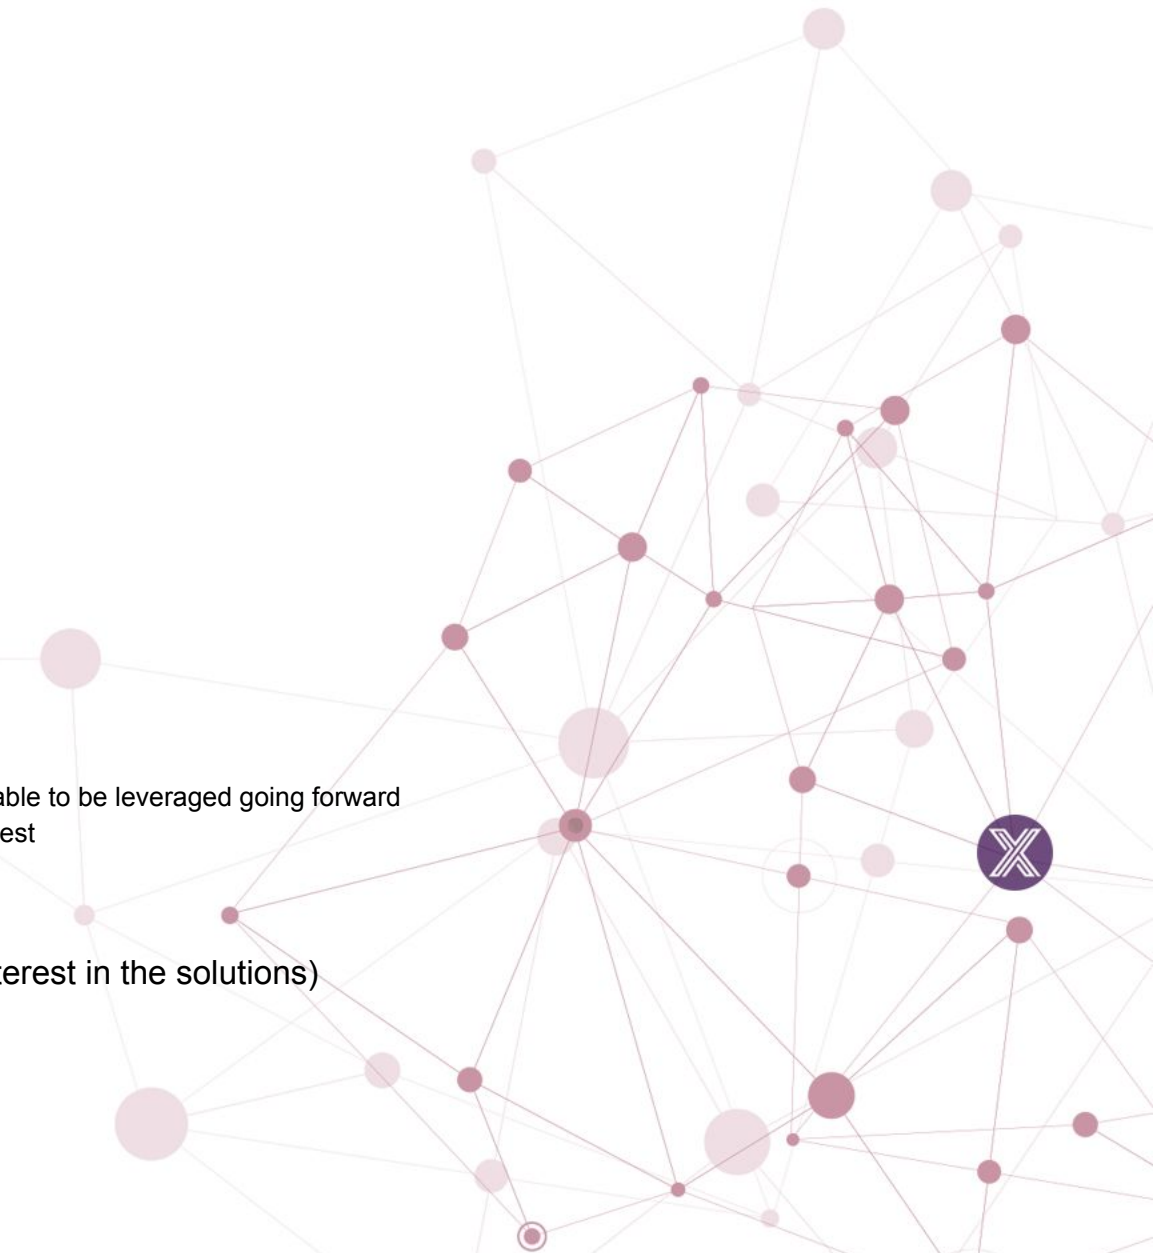 able to be leveraged going forward
est
terest in the solutions)